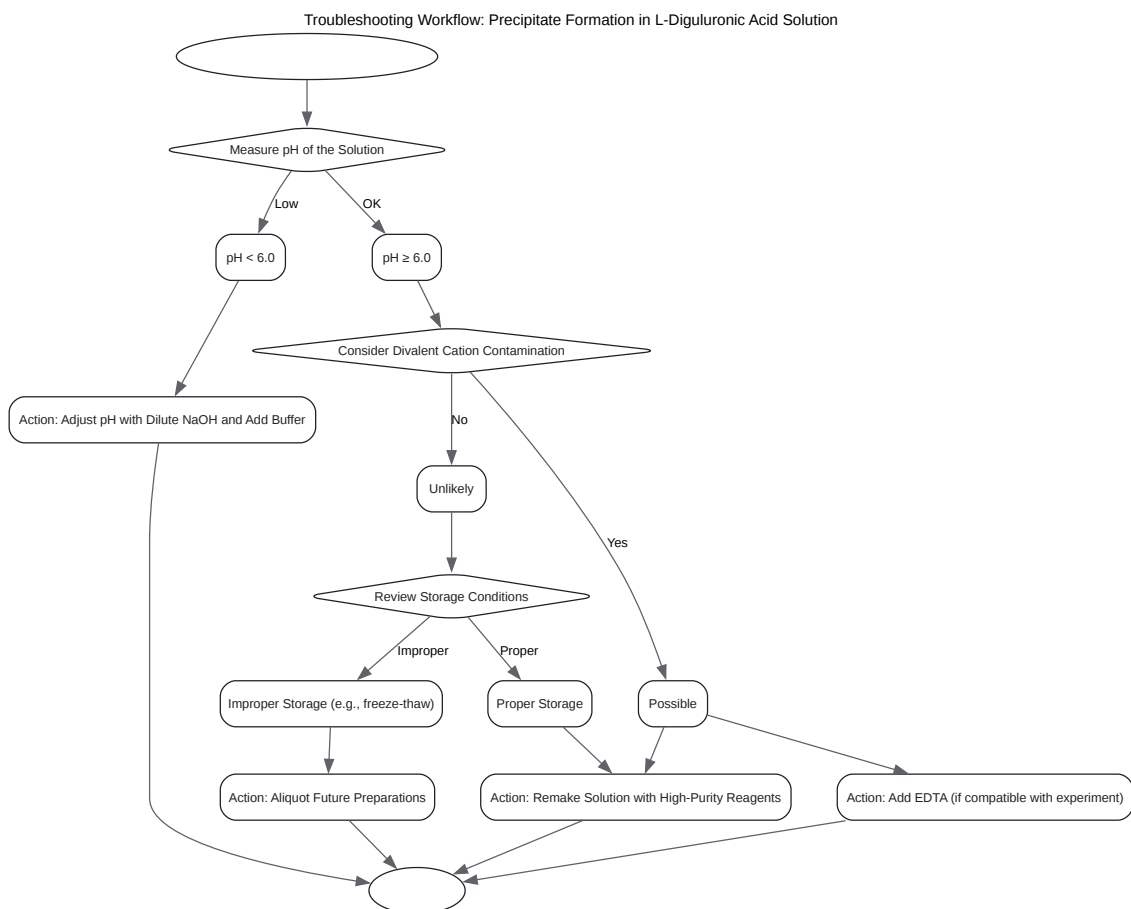 Troubleshooting Workflow: Precipitate Formation in L-Diguluronic Acid Solution
Measure pH of the Solution
Low
OK
pH < 6.0
pH ≥ 6.0
Consider Divalent Cation Contamination
Action: Adjust pH with Dilute NaOH and Add Buffer
No
Unlikely
Yes
Review Storage Conditions
Improper
Proper
Improper Storage (e.g., freeze-thaw)
Proper Storage
Possible
Action: Aliquot Future Preparations
Action: Remake Solution with High-Purity Reagents
Action: Add EDTA (if compatible with experiment)